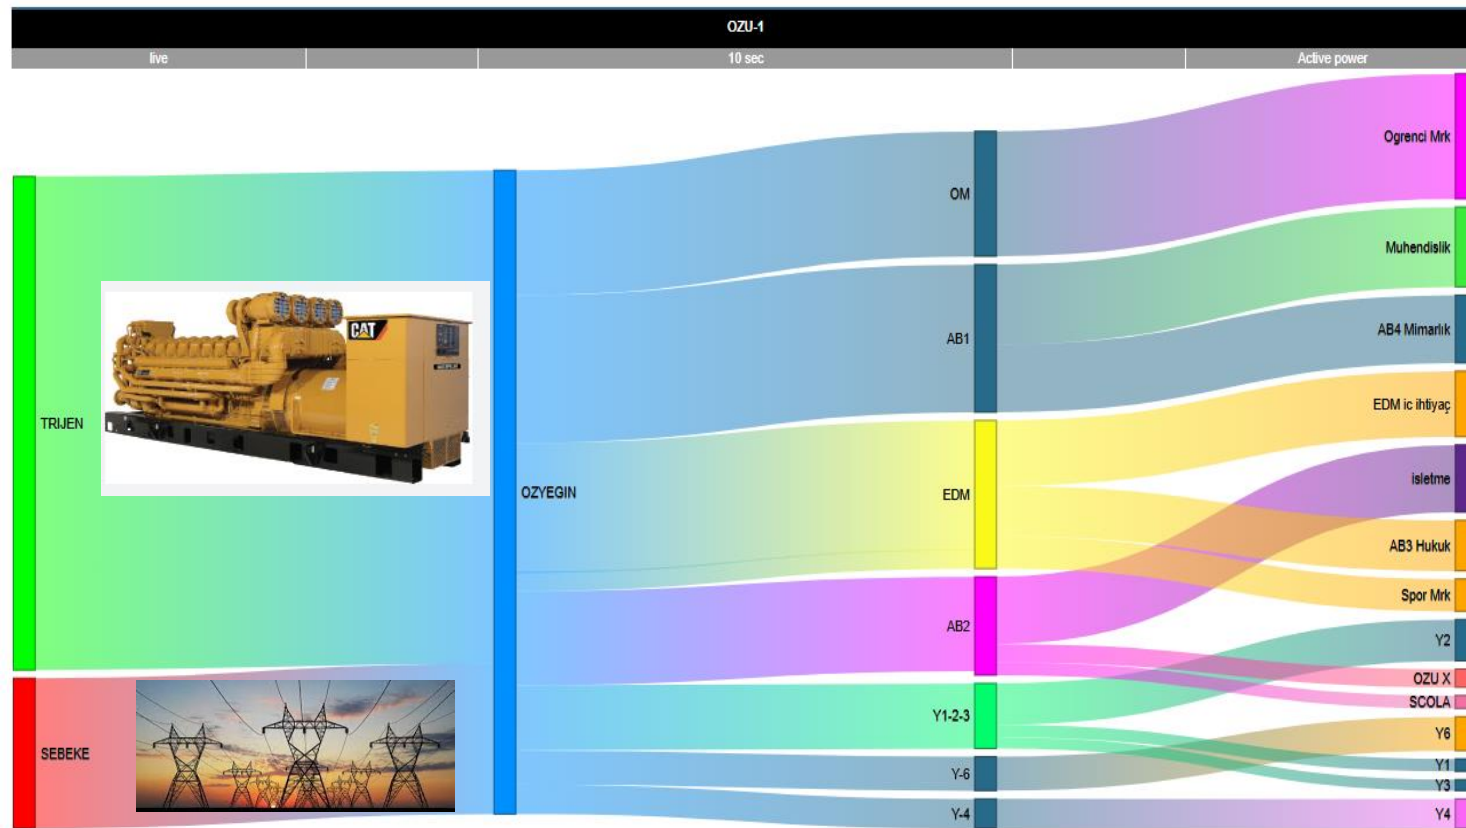 OZU-1
live
10 sec
Active power
Ogrenci Mrk
OM
Muhendislik
AB1
AB4 Mimarlık
EDM ic ihtiyaç
CAT
TRIJEN
isletme
OZYEGIN
EDM
AB3 Hukuk
Spor Mrk
AB2
Y2
OZU X
SCOLA
Y1-2-3
Y6
SEBEKE
Y1
Y-6
Y3
Y-4
Y4